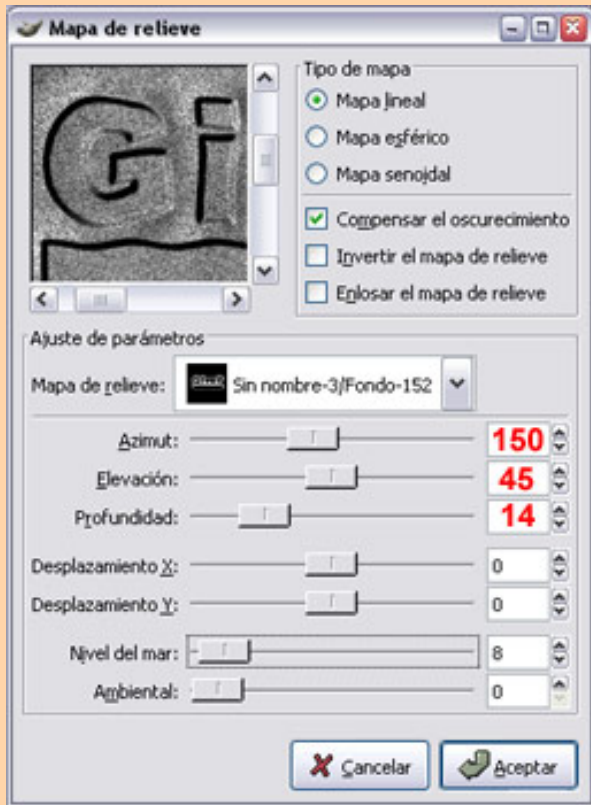 Mapa de relieve
Gi
Tipo de mapa
Mapa lineal
Mapa esférico
Mapa senoidal
Compensar el oscurecimiento
Invertir el mapa de relieve
Enlosar el mapa de relieve
Ajuste de parámetros
Mapa de relieve: Sin nombre-3/Fondo-152
Azimut: 150
Elevación: 45
Profundidad: 14
Desplazamiento X: 0
Desplazamiento Y: 0
Nivel del mar: 8
Ambiental: 0
Cancelar Aceptar